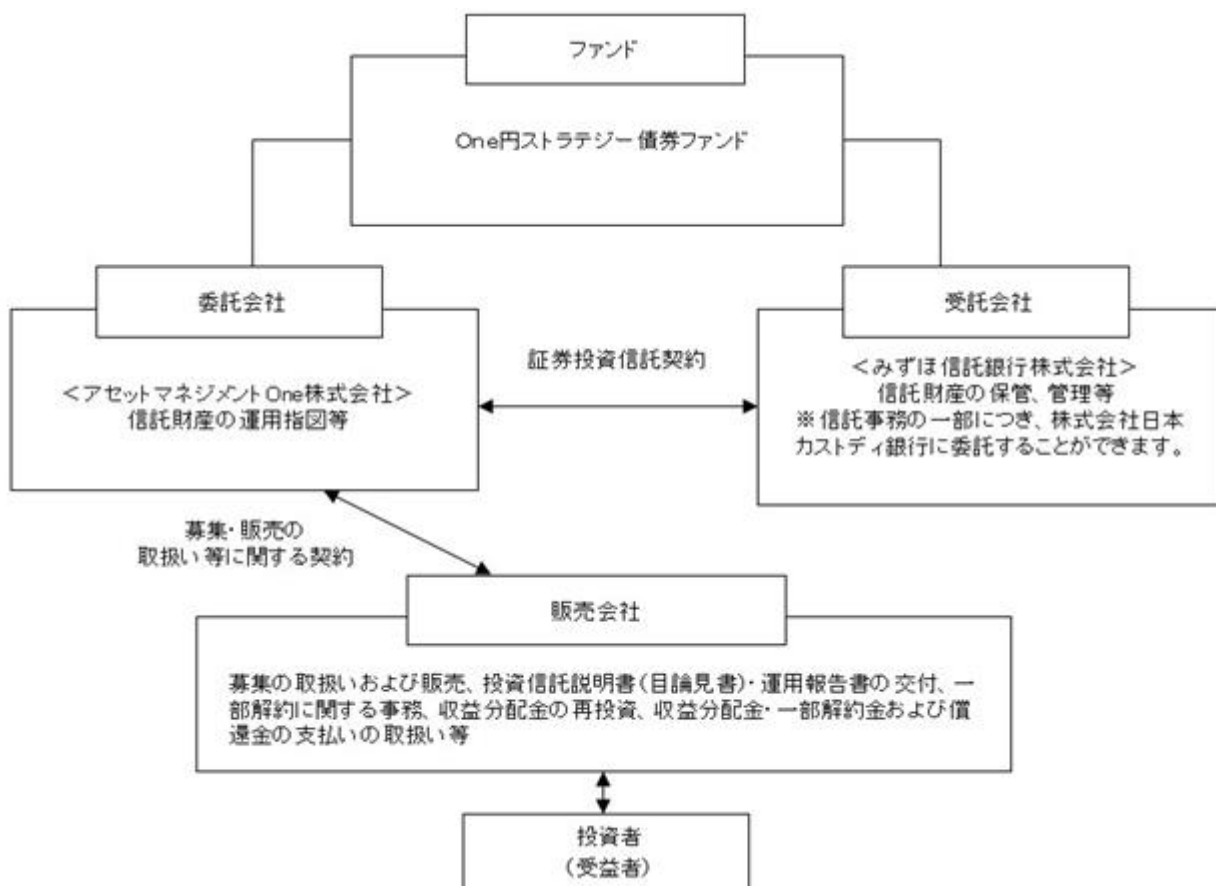 ファンド
One円ストラテジー債券ファンド
委託会社
<アセットマネジメントOne株式会社>
信託財産の運用指図等
証券投資信託契約
受託会社
<みずほ信託銀行株式会社>
信託財産の保管、管理等
※信託事務の一部につき、株式会社日本
カストディ銀行に委託することができます。
募集・販売の
取扱い等に関する契約
販売会社
募集の取扱いおよび販売、投資信託説明書(目論見書)・運用報告書の交付、一
部解約に関する事務、収益分配金の再投資、収益分配金・一部解約金および償
還金の支払いの取扱い等
投資者
(受益者)